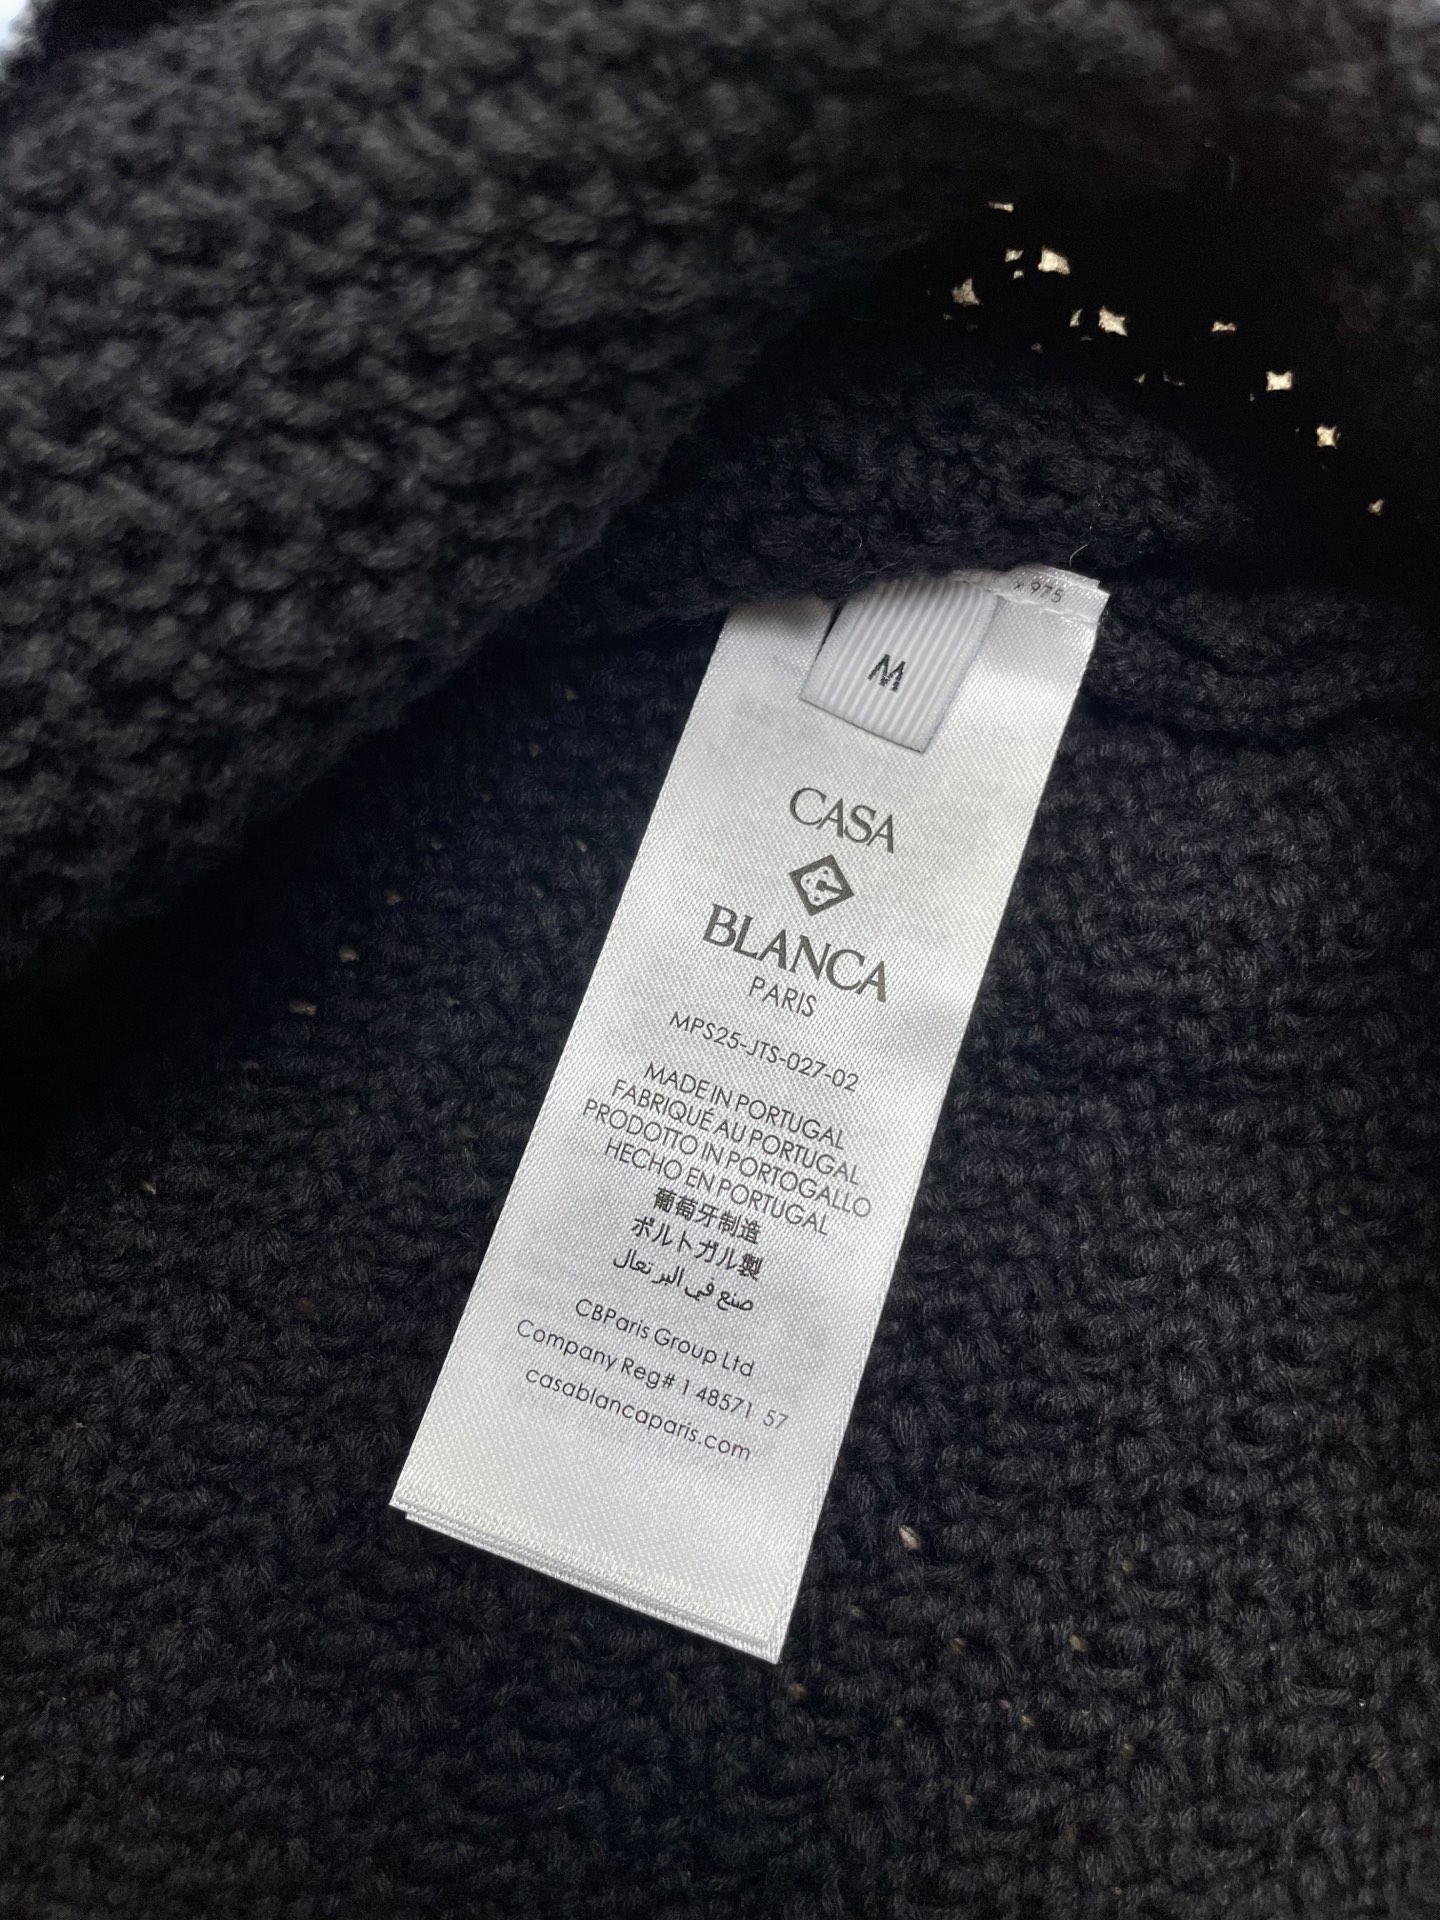 975
M
CASA
BLANCA
PARIS
MPS25-JTS-027-02
MADE IN PORTUGAL
FABRIQUÉ AU PORTUGAL
PRODOTTO IN PORTOGALLO
HECHO EN PORTUGAL
葡萄牙制造
ポルトガル製
صنع في البرتغال
CBParis Group Ltd
Company Reg# 1 48571 57
casablancaparis.com